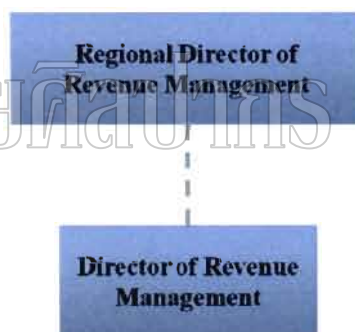 Regional Director of
Revenue Management
Director of Revenue
Management